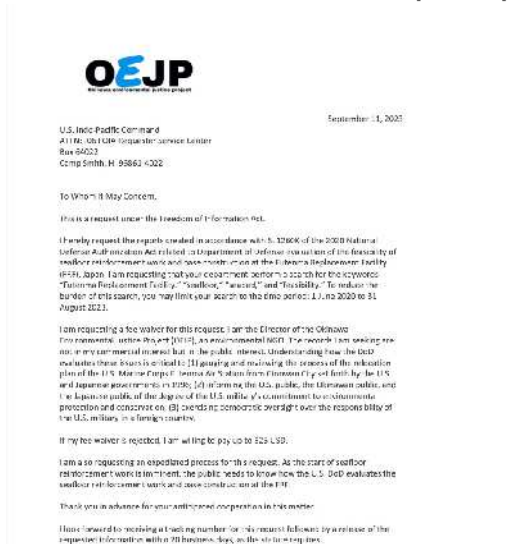 OEJP
the okinawa environmental justice project
September 11, 2023
U.S. Indo-Pacific Command
ATTN: J06 FOIA Requester Service Center
Box 64022
Camp Smith, HI 96861-4022
To Whom It May Concern,
This is a request under the Freedom of Information Act.
I hereby request the reports created in accordance with S. 1260K of the 2020 National
Defense Authorization Act related to Department of Defense evaluation of the feasibility of
seafloor reinforcement work and base construction at the Futenma Replacement Facility
(FRF), Japan. I am requesting that your department perform a search for the keywords
"Futenma Replacement Facility," "seafloor," and "feasibility." To reduce the
burden of this search, you may limit your search to the time period: 1 June 2020 to 31
August 2023.
I am requesting a fee waiver for this request. I am the Director of the Okinawa
Environmental Justice Project (OEJP), an environmental NGO. The records I am seeking are
not in my commercial interest but in the public interest. Understanding how the DoD
evaluates these issues is critical to (1) gauging and reviewing the process of the relocation
plan of the U.S. Marine Corps Futenma Air Station from Ginowan City set forth by the U.S.
and Japanese governments in 1996; (2) informing the U.S. public, the Okinawan public, and
the Japanese public of the degree of the U.S. military's commitment to environmental
protection and conservation; (3) exercising democratic oversight over the responsibility of
the U.S. military in a foreign country.
If my fee waiver is rejected, I am willing to pay up to $25 USD.
I am also requesting an expediated process for this request. As the start of seafloor
reinforcement work is imminent, the public needs to know how the U.S. DoD evaluates the
seafloor reinforcement work and base construction at the FRF.
Thank you in advance for your anticipated cooperation in this matter.
I look forward to receiving a tracking number for this request followed by a release of the
requested information within 20 business days, as the statute requires.